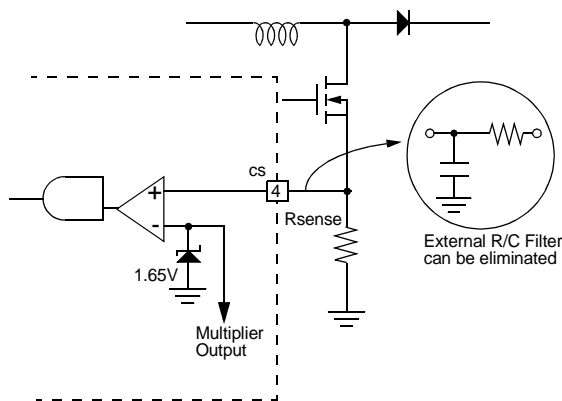 cs
4
Rsense
+
-
1.65V
Multiplier
Output
External R/C Filter
can be eliminated